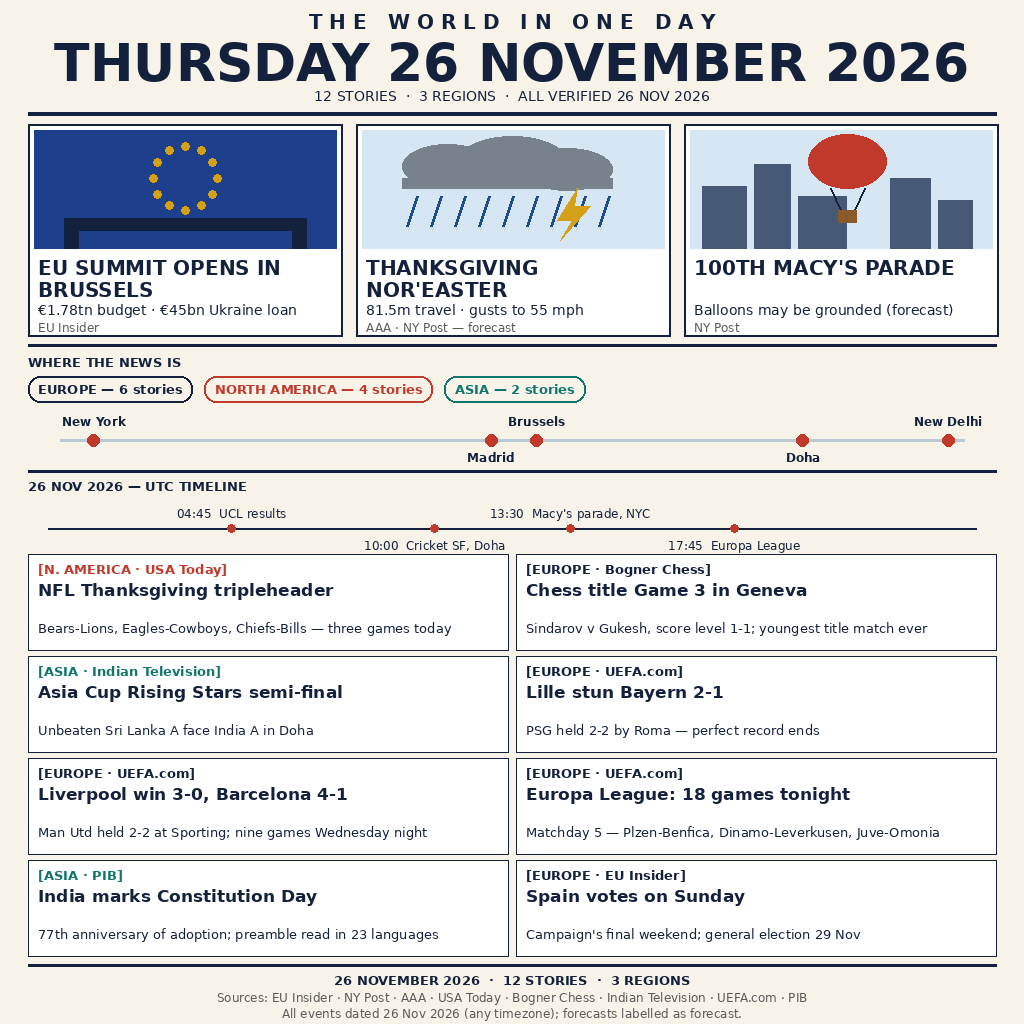 THE WORLD IN ONE DAY
THURSDAY 26 NOVEMBER 2026
12 STORIES · 3 REGIONS · ALL VERIFIED 26 NOV 2026
EU SUMMIT OPENS IN
BRUSSELS
€1.78tn budget · €45bn Ukraine loan
EU Insider
THANKSGIVING
NOR'EASTER
81.5m travel · gusts to 55 mph
AAA · NY Post — forecast
100TH MACY'S PARADE
Balloons may be grounded (forecast)
NY Post
WHERE THE NEWS IS
EUROPE — 6 stories
NORTH AMERICA — 4 stories
ASIA — 2 stories
New York
Brussels
New Delhi
Madrid
Doha
26 NOV 2026 — UTC TIMELINE
04:45 UCL results
13:30 Macy's parade, NYC
10:00 Cricket SF, Doha
17:45 Europa League
[N. AMERICA · USA Today]
NFL Thanksgiving tripleheader
Bears-Lions, Eagles-Cowboys, Chiefs-Bills — three games today
[EUROPE · Bogner Chess]
Chess title Game 3 in Geneva
Sindarov v Gukesh, score level 1-1; youngest title match ever
[ASIA · Indian Television]
Asia Cup Rising Stars semi-final
Unbeaten Sri Lanka A face India A in Doha
[EUROPE · UEFA.com]
Lille stun Bayern 2-1
PSG held 2-2 by Roma — perfect record ends
[EUROPE · UEFA.com]
Liverpool win 3-0, Barcelona 4-1
Man Utd held 2-2 at Sporting; nine games Wednesday night
[EUROPE · UEFA.com]
Europa League: 18 games tonight
Matchday 5 — Plzen-Benfica, Dinamo-Leverkusen, Juve-Omonia
[ASIA · PIB]
India marks Constitution Day
77th anniversary of adoption; preamble read in 23 languages
[EUROPE · EU Insider]
Spain votes on Sunday
Campaign's final weekend; general election 29 Nov
26 NOVEMBER 2026 · 12 STORIES · 3 REGIONS
Sources: EU Insider · NY Post · AAA · USA Today · Bogner Chess · Indian Television · UEFA.com · PIB
All events dated 26 Nov 2026 (any timezone); forecasts labelled as forecast.